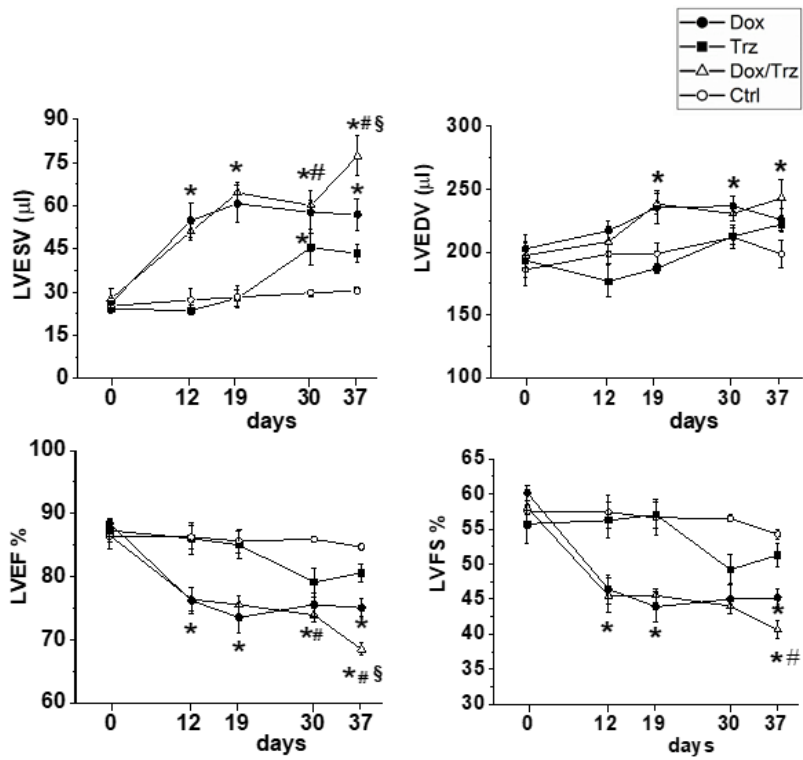 Dox
Trz
Dox/Trz
Ctrl
90
75
60
45
30
15
0
LVESV (µl)
*
*
*#
*# §
*
*
0 12 19 30 37
days
300
250
200
150
100
LVEDV (µl)
* * *
0 12 19 30 37
days
100
90
80
70
60
LVEF %
* * *# *
*# §
0 12 19 30 37
days
65
60
55
50
45
40
35
30
LVFS %
* * *
* #
0 12 19 30 37
days